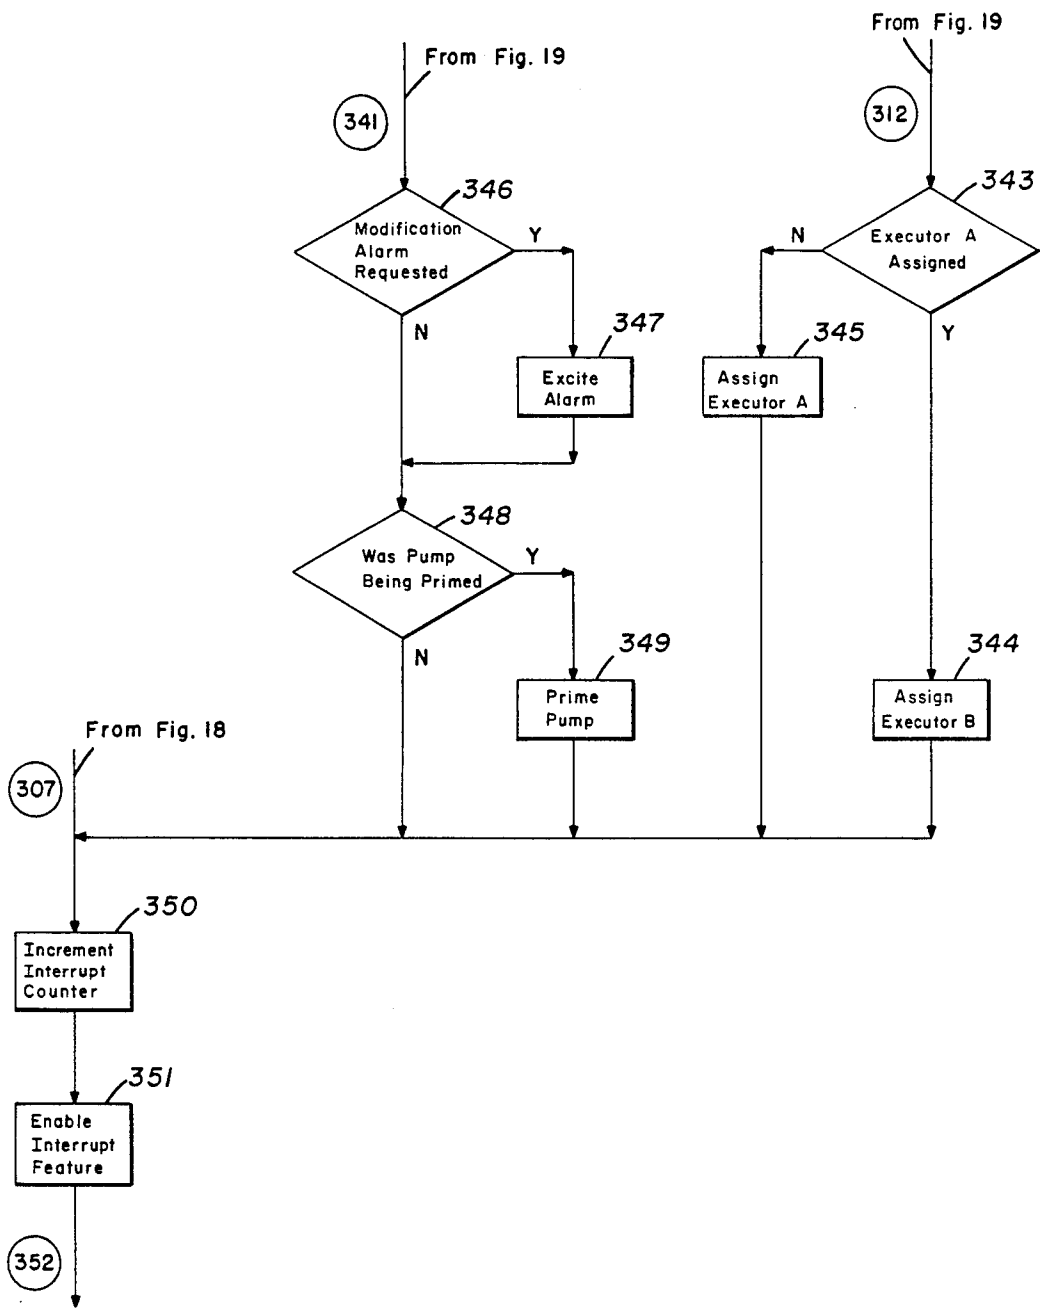 From Fig. 19
From Fig. 19
341
312
346
343
Modification
Alarm
Requested
Y
N
N
Executor A
Assigned
Y
347
Excite
Alarm
345
Assign
Executor A
348
Was Pump
Being Primed
Y
N
349
Prime
Pump
344
Assign
Executor B
From Fig. 18
307
350
Increment
Interrupt
Counter
351
Enable
Interrupt
Feature
352